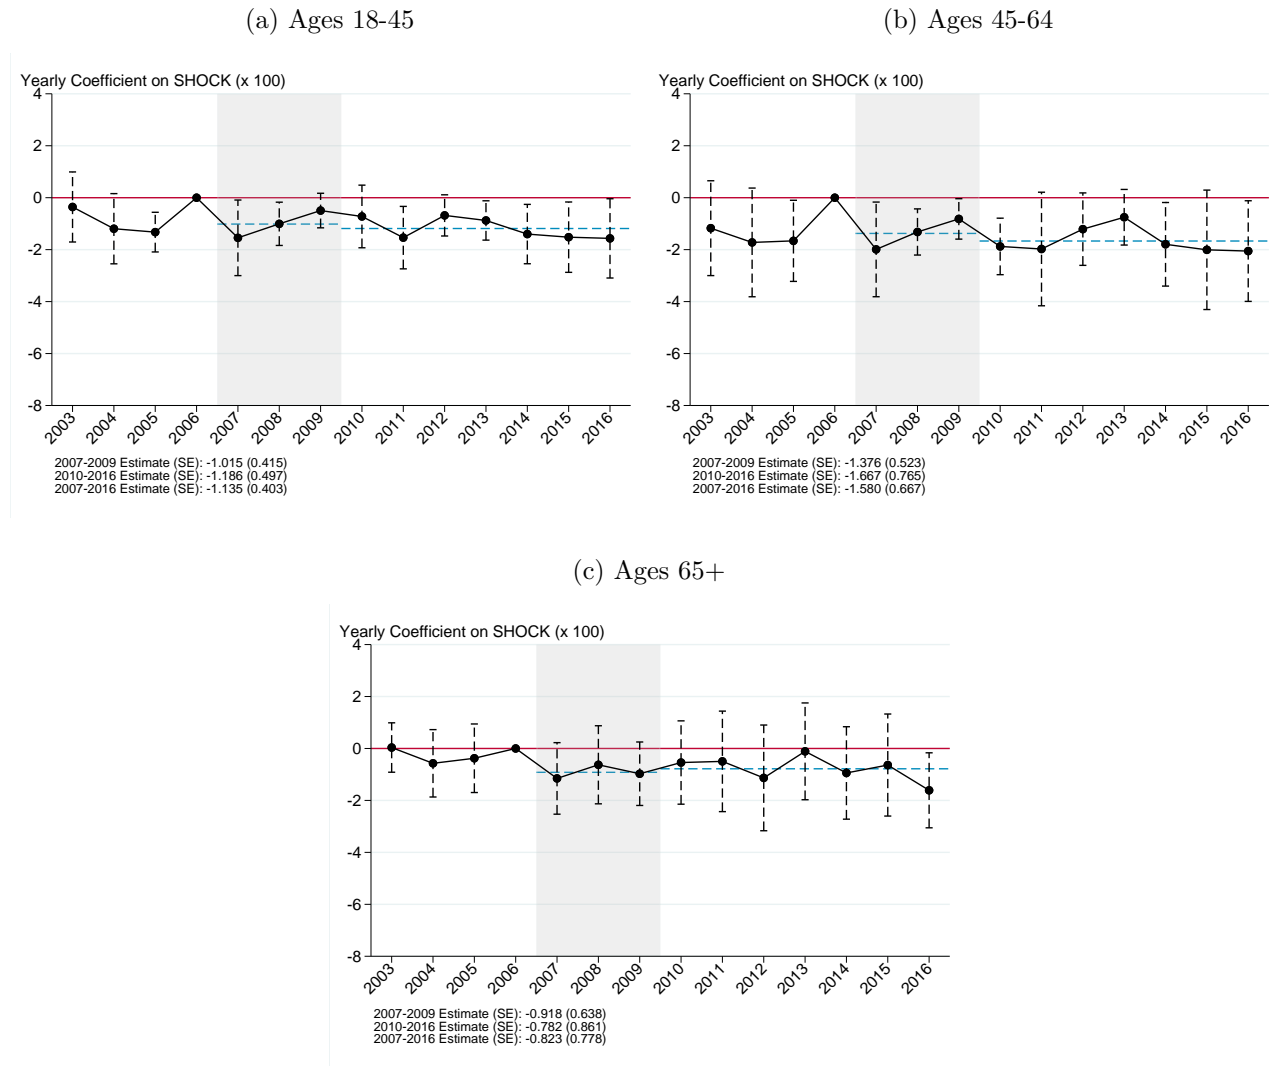 (a) Ages 18-45
Yearly Coefficient on SHOCK (x 100)
4
2
0
-2
-4
-6
-8
2003 2004 2005 2006 2007 2008 2009 2010 2011 2012 2013 2014 2015 2016
2007-2009 Estimate (SE): -1.015 (0.415)
2010-2016 Estimate (SE): -1.186 (0.497)
2007-2016 Estimate (SE): -1.135 (0.403)
(b) Ages 45-64
Yearly Coefficient on SHOCK (x 100)
4
2
0
-2
-4
-6
-8
2003 2004 2005 2006 2007 2008 2009 2010 2011 2012 2013 2014 2015 2016
2007-2009 Estimate (SE): -1.376 (0.523)
2010-2016 Estimate (SE): -1.667 (0.765)
2007-2016 Estimate (SE): -1.580 (0.667)
(c) Ages 65+
Yearly Coefficient on SHOCK (x 100)
4
2
0
-2
-4
-6
-8
2003 2004 2005 2006 2007 2008 2009 2010 2011 2012 2013 2014 2015 2016
2007-2009 Estimate (SE): -0.918 (0.638)
2010-2016 Estimate (SE): -0.782 (0.861)
2007-2016 Estimate (SE): -0.823 (0.778)